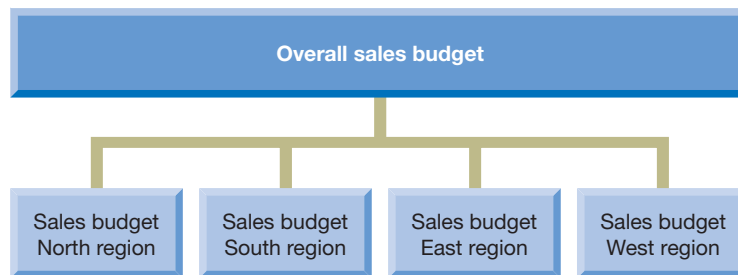 Overall sales budget
Sales budget
North region
Sales budget
South region
Sales budget
East region
Sales budget
West region